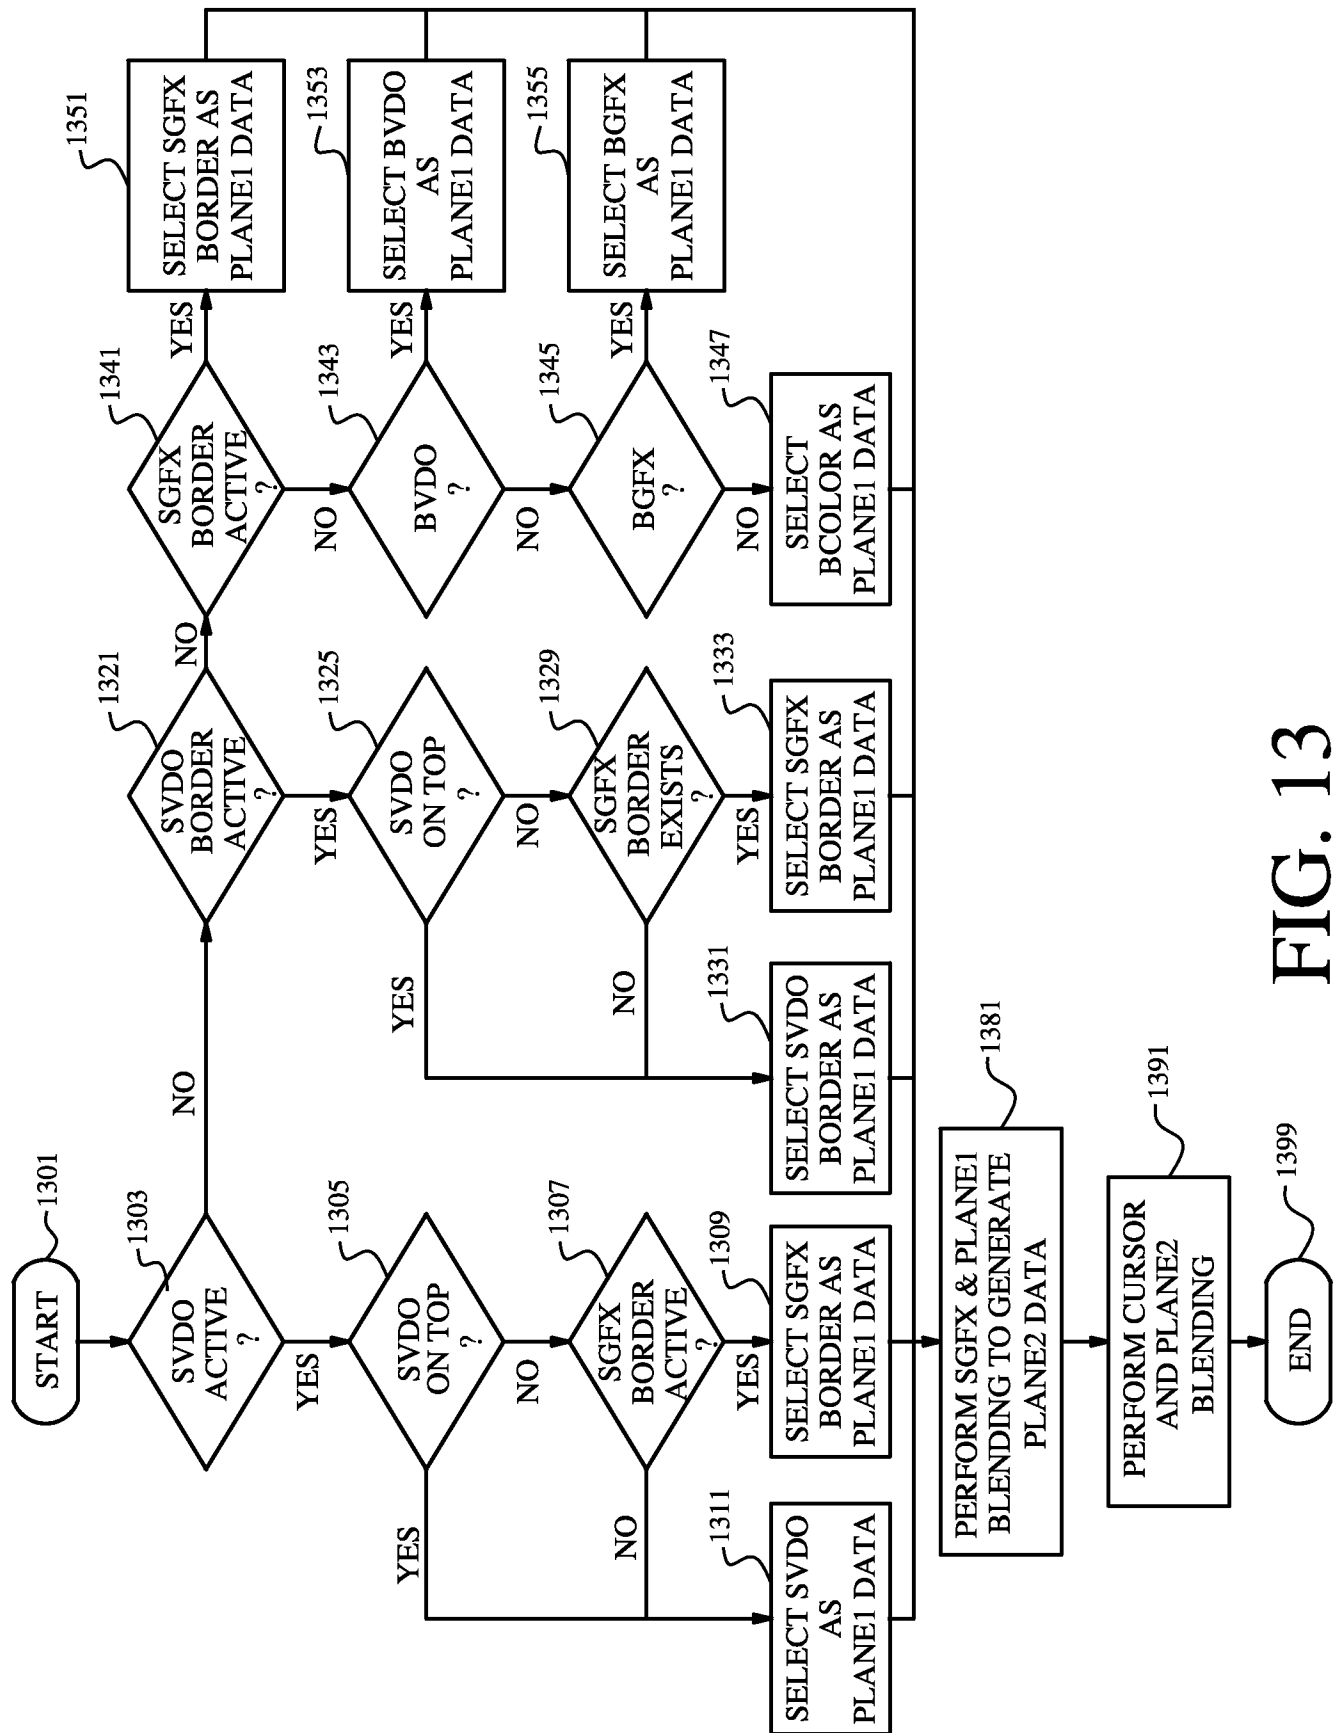 START
1301
SVDO
ACTIVE
?
1303
NO
YES
SVDO
ON TOP
?
1305
YES
NO
SGFX
BORDER
ACTIVE
?
1307
NO
YES
SELECT SVDO
AS
PLANE1 DATA
1311
SELECT SGFX
BORDER AS
PLANE1 DATA
1309
SVDO
BORDER
ACTIVE
?
1321
NO
YES
SVDO
ON TOP
?
1325
YES
NO
SGFX
BORDER
EXISTS
?
1329
NO
YES
SELECT SVDO
BORDER AS
PLANE1 DATA
1331
SELECT SGFX
BORDER AS
PLANE1 DATA
1333
SGFX
BORDER
ACTIVE
?
1341
YES
NO
SELECT SGFX
BORDER AS
PLANE1 DATA
1351
BVDO
?
1343
YES
NO
SELECT BVDO
AS
PLANE1 DATA
1353
BGFX
?
1345
YES
NO
SELECT BGFX
AS
PLANE1 DATA
1355
SELECT
BCOLOR AS
PLANE1 DATA
1347
PERFORM SGFX & PLANE1
BLENDING TO GENERATE
PLANE2 DATA
1381
PERFORM CURSOR
AND PLANE2
BLENDING
1391
END
1399
FIG. 13